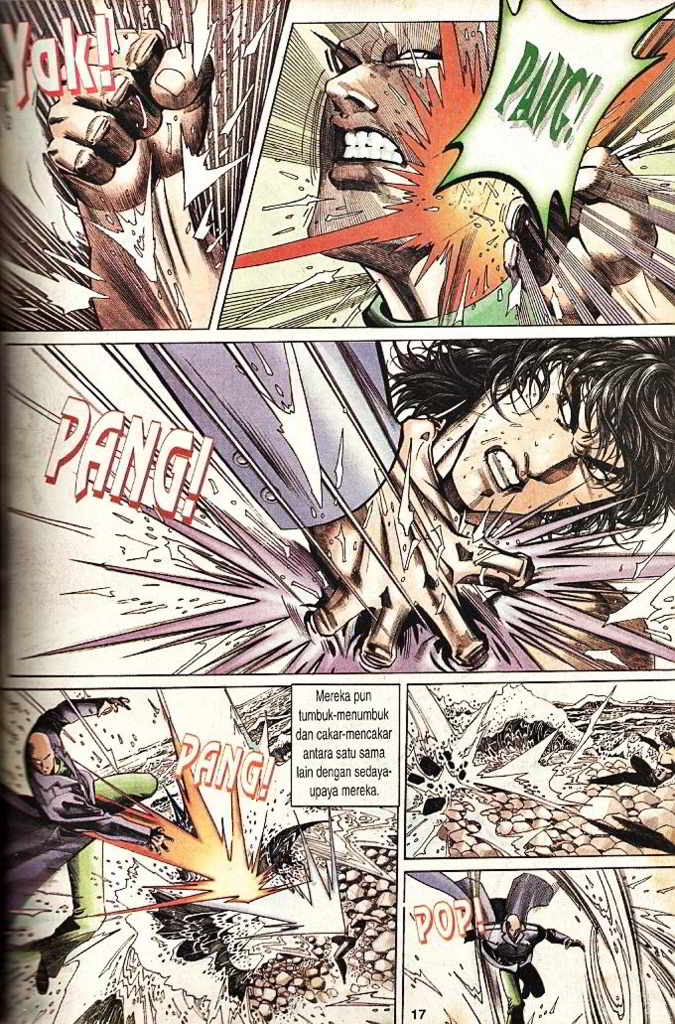 Yak!
PANG!
PANG!
PANG!
Mereka pun
tumbuk-menumbuk
dan cakar-mencakar
antara satu sama
lain dengan sedaya-
upaya mereka.
POP!
17